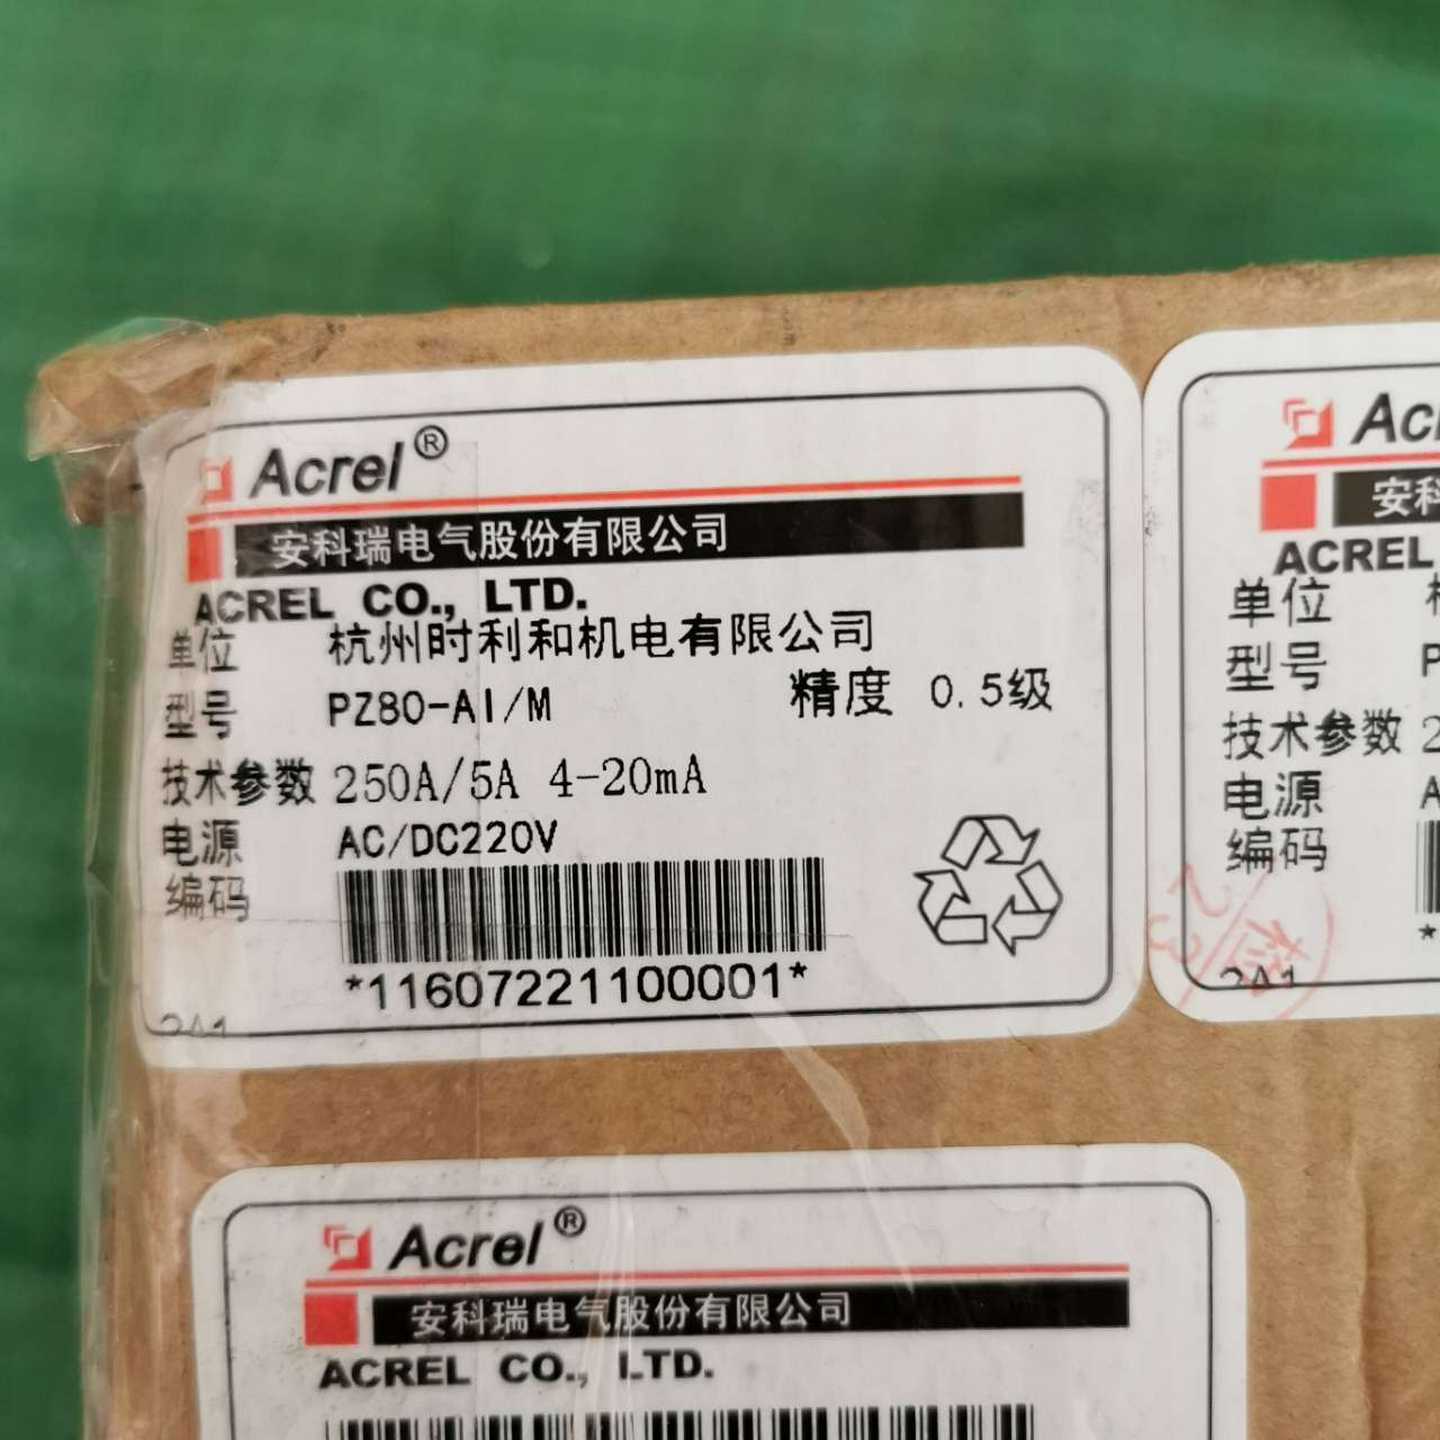 Acrel®
安科瑞电气股份有限公司
ACREL CO., LTD.
单位 杭州时利和机电有限公司
型号 PZ80-AI/M 精度 0.5级
技术参数 250A/5A 4-20mA
电源 AC/DC220V
编码
*11607221100001*
2A1
Acr
安科
ACREL
单位
型号 P
技术参数 2
电源 A
编码
*
2A1
Acrel®
安科瑞电气股份有限公司
ACREL CO., LTD.